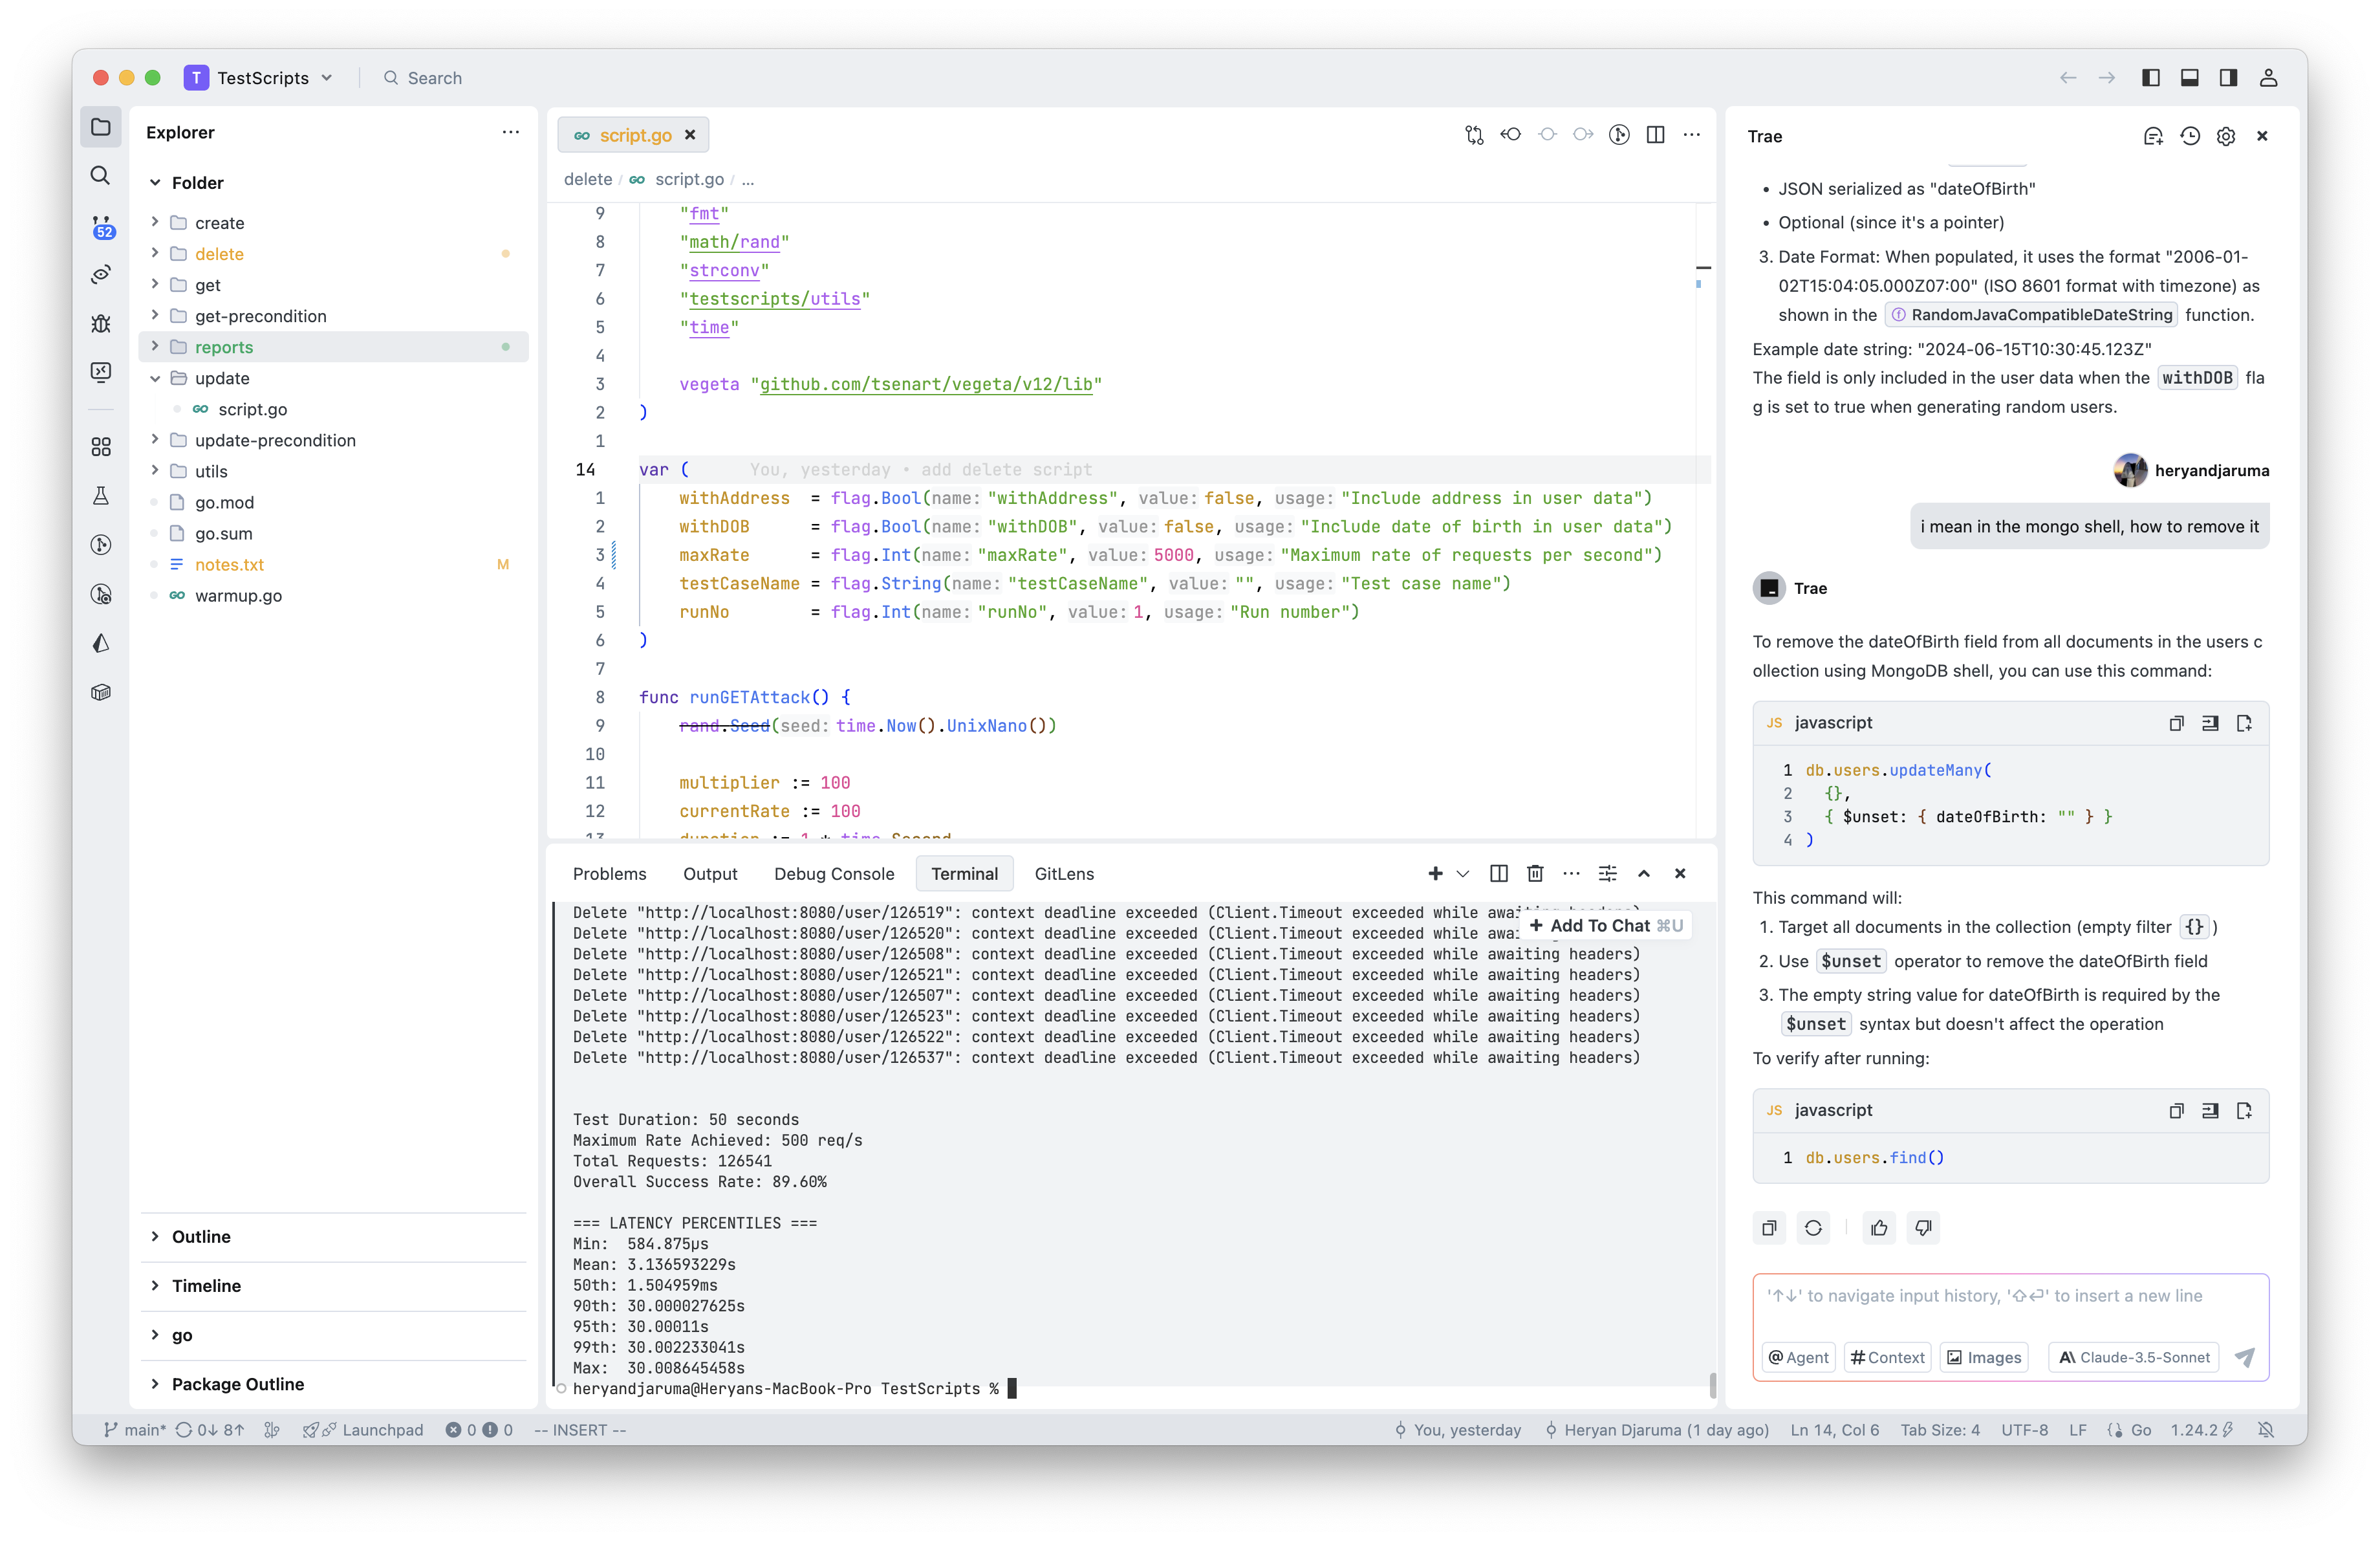 T TestScripts Search
Explorer
Folder
52
create
delete
get
get-precondition
reports
update
GO script.go
update-precondition
utils
go.mod
go.sum
notes.txt M
GO warmup.go
Outline
Timeline
go
Package Outline
GO script.go
delete / GO script.go / ...
9 "fmt"
8 "math/rand"
7 "strconv"
6 "testscripts/utils"
5 "time"
4
3 vegeta "github.com/tsenart/vegeta/v12/lib"
2 )
1
14 var ( You, yesterday • add delete script
1 withAddress = flag.Bool(name: "withAddress", value: false, usage: "Include address in user data")
2 withDOB = flag.Bool(name: "withDOB", value: false, usage: "Include date of birth in user data")
3 maxRate = flag.Int(name: "maxRate", value: 5000, usage: "Maximum rate of requests per second")
4 testCaseName = flag.String(name: "testCaseName", value: "", usage: "Test case name")
5 runNo = flag.Int(name: "runNo", value: 1, usage: "Run number")
6 )
7
8 func runGETAttack() {
9 rand.Seed(seed: time.Now().UnixNano())
10
11 multiplier := 100
12 currentRate := 100
13 duration := 1 * time.Second
Problems Output Debug Console Terminal GitLens
Delete "http://localhost:8080/user/126519": context deadline exceeded (Client.Timeout exceeded while awaiting headers)
Delete "http://localhost:8080/user/126520": context deadline exceeded (Client.Timeout exceeded while awai
+ Add To Chat ⌘U
Delete "http://localhost:8080/user/126508": context deadline exceeded (Client.Timeout exceeded while awaiting headers)
Delete "http://localhost:8080/user/126521": context deadline exceeded (Client.Timeout exceeded while awaiting headers)
Delete "http://localhost:8080/user/126507": context deadline exceeded (Client.Timeout exceeded while awaiting headers)
Delete "http://localhost:8080/user/126523": context deadline exceeded (Client.Timeout exceeded while awaiting headers)
Delete "http://localhost:8080/user/126522": context deadline exceeded (Client.Timeout exceeded while awaiting headers)
Delete "http://localhost:8080/user/126537": context deadline exceeded (Client.Timeout exceeded while awaiting headers)
Test Duration: 50 seconds
Maximum Rate Achieved: 500 req/s
Total Requests: 126541
Overall Success Rate: 89.60%
=== LATENCY PERCENTILES ===
Min: 584.875µs
Mean: 3.136593229s
50th: 1.504959ms
90th: 30.000027625s
95th: 30.00011s
99th: 30.002233041s
Max: 30.008645458s
heryandjaruma@Heryans-MacBook-Pro TestScripts %
Trae
• JSON serialized as "dateOfBirth"
• Optional (since it's a pointer)
3. Date Format: When populated, it uses the format "2006-01-
02T15:04:05.000Z07:00" (ISO 8601 format with timezone) as
shown in the RandomJavaCompatibleDateString function.
Example date string: "2024-06-15T10:30:45.123Z"
The field is only included in the user data when the withDOB fla
g is set to true when generating random users.
heryandjaruma
i mean in the mongo shell, how to remove it
Trae
To remove the dateOfBirth field from all documents in the users c
ollection using MongoDB shell, you can use this command:
JS javascript
1 db.users.updateMany(
2 {},
3 { $unset: { dateOfBirth: "" } }
4 )
This command will:
1. Target all documents in the collection (empty filter {} )
2. Use $unset operator to remove the dateOfBirth field
3. The empty string value for dateOfBirth is required by the
$unset syntax but doesn't affect the operation
To verify after running:
JS javascript
1 db.users.find()
'↑↓' to navigate input history, '⇧⏎' to insert a new line
@Agent #Context Images Claude-3.5-Sonnet
main* 0↓ 8↑ Launchpad 0 0 -- INSERT -- You, yesterday Heryan Djaruma (1 day ago) Ln 14, Col 6 Tab Size: 4 UTF-8 LF Go 1.24.2